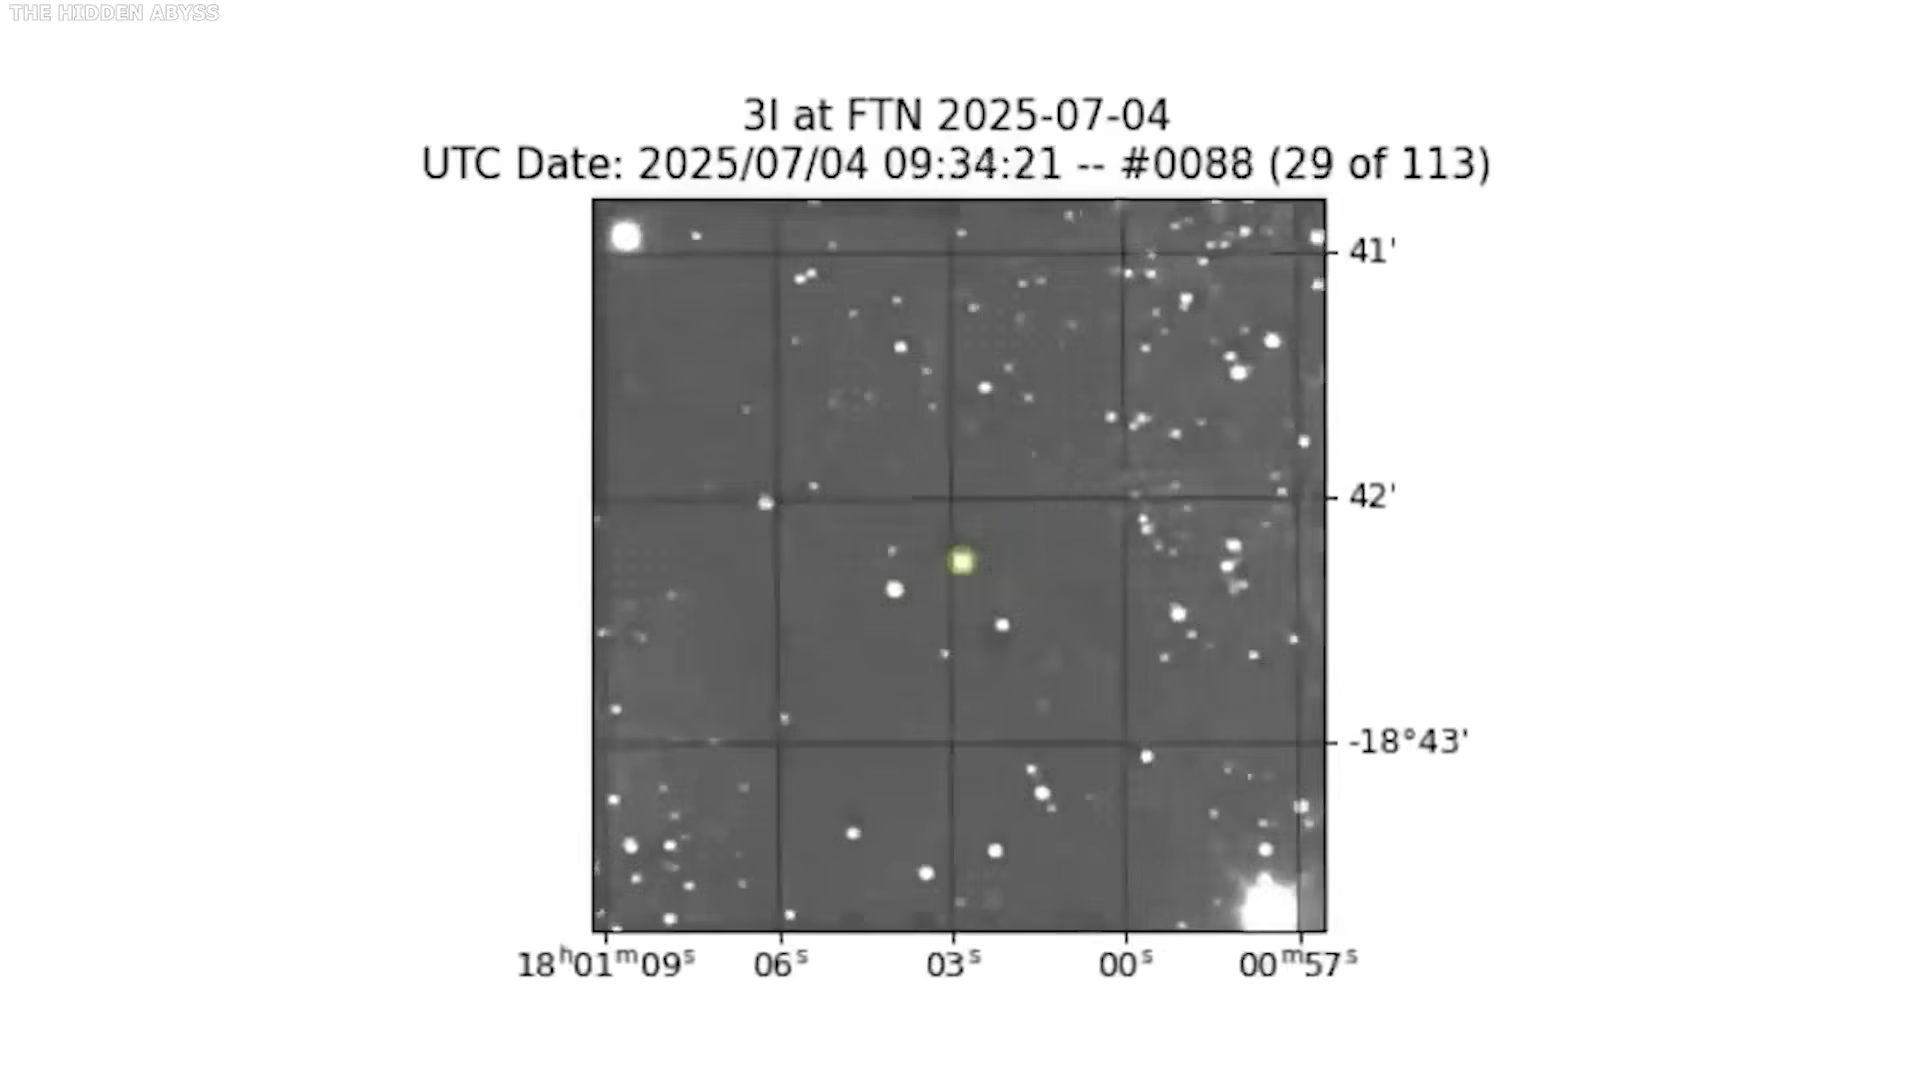 THE HIDDEN ABYSS
3I at FTN 2025-07-04
UTC Date: 2025/07/04 09:34:21 -- #0088 (29 of 113)
41'
42'
-18°43'
18ʰ01ᵐ09ˢ 06ˢ 03ˢ 00ˢ 00ᵐ57ˢ